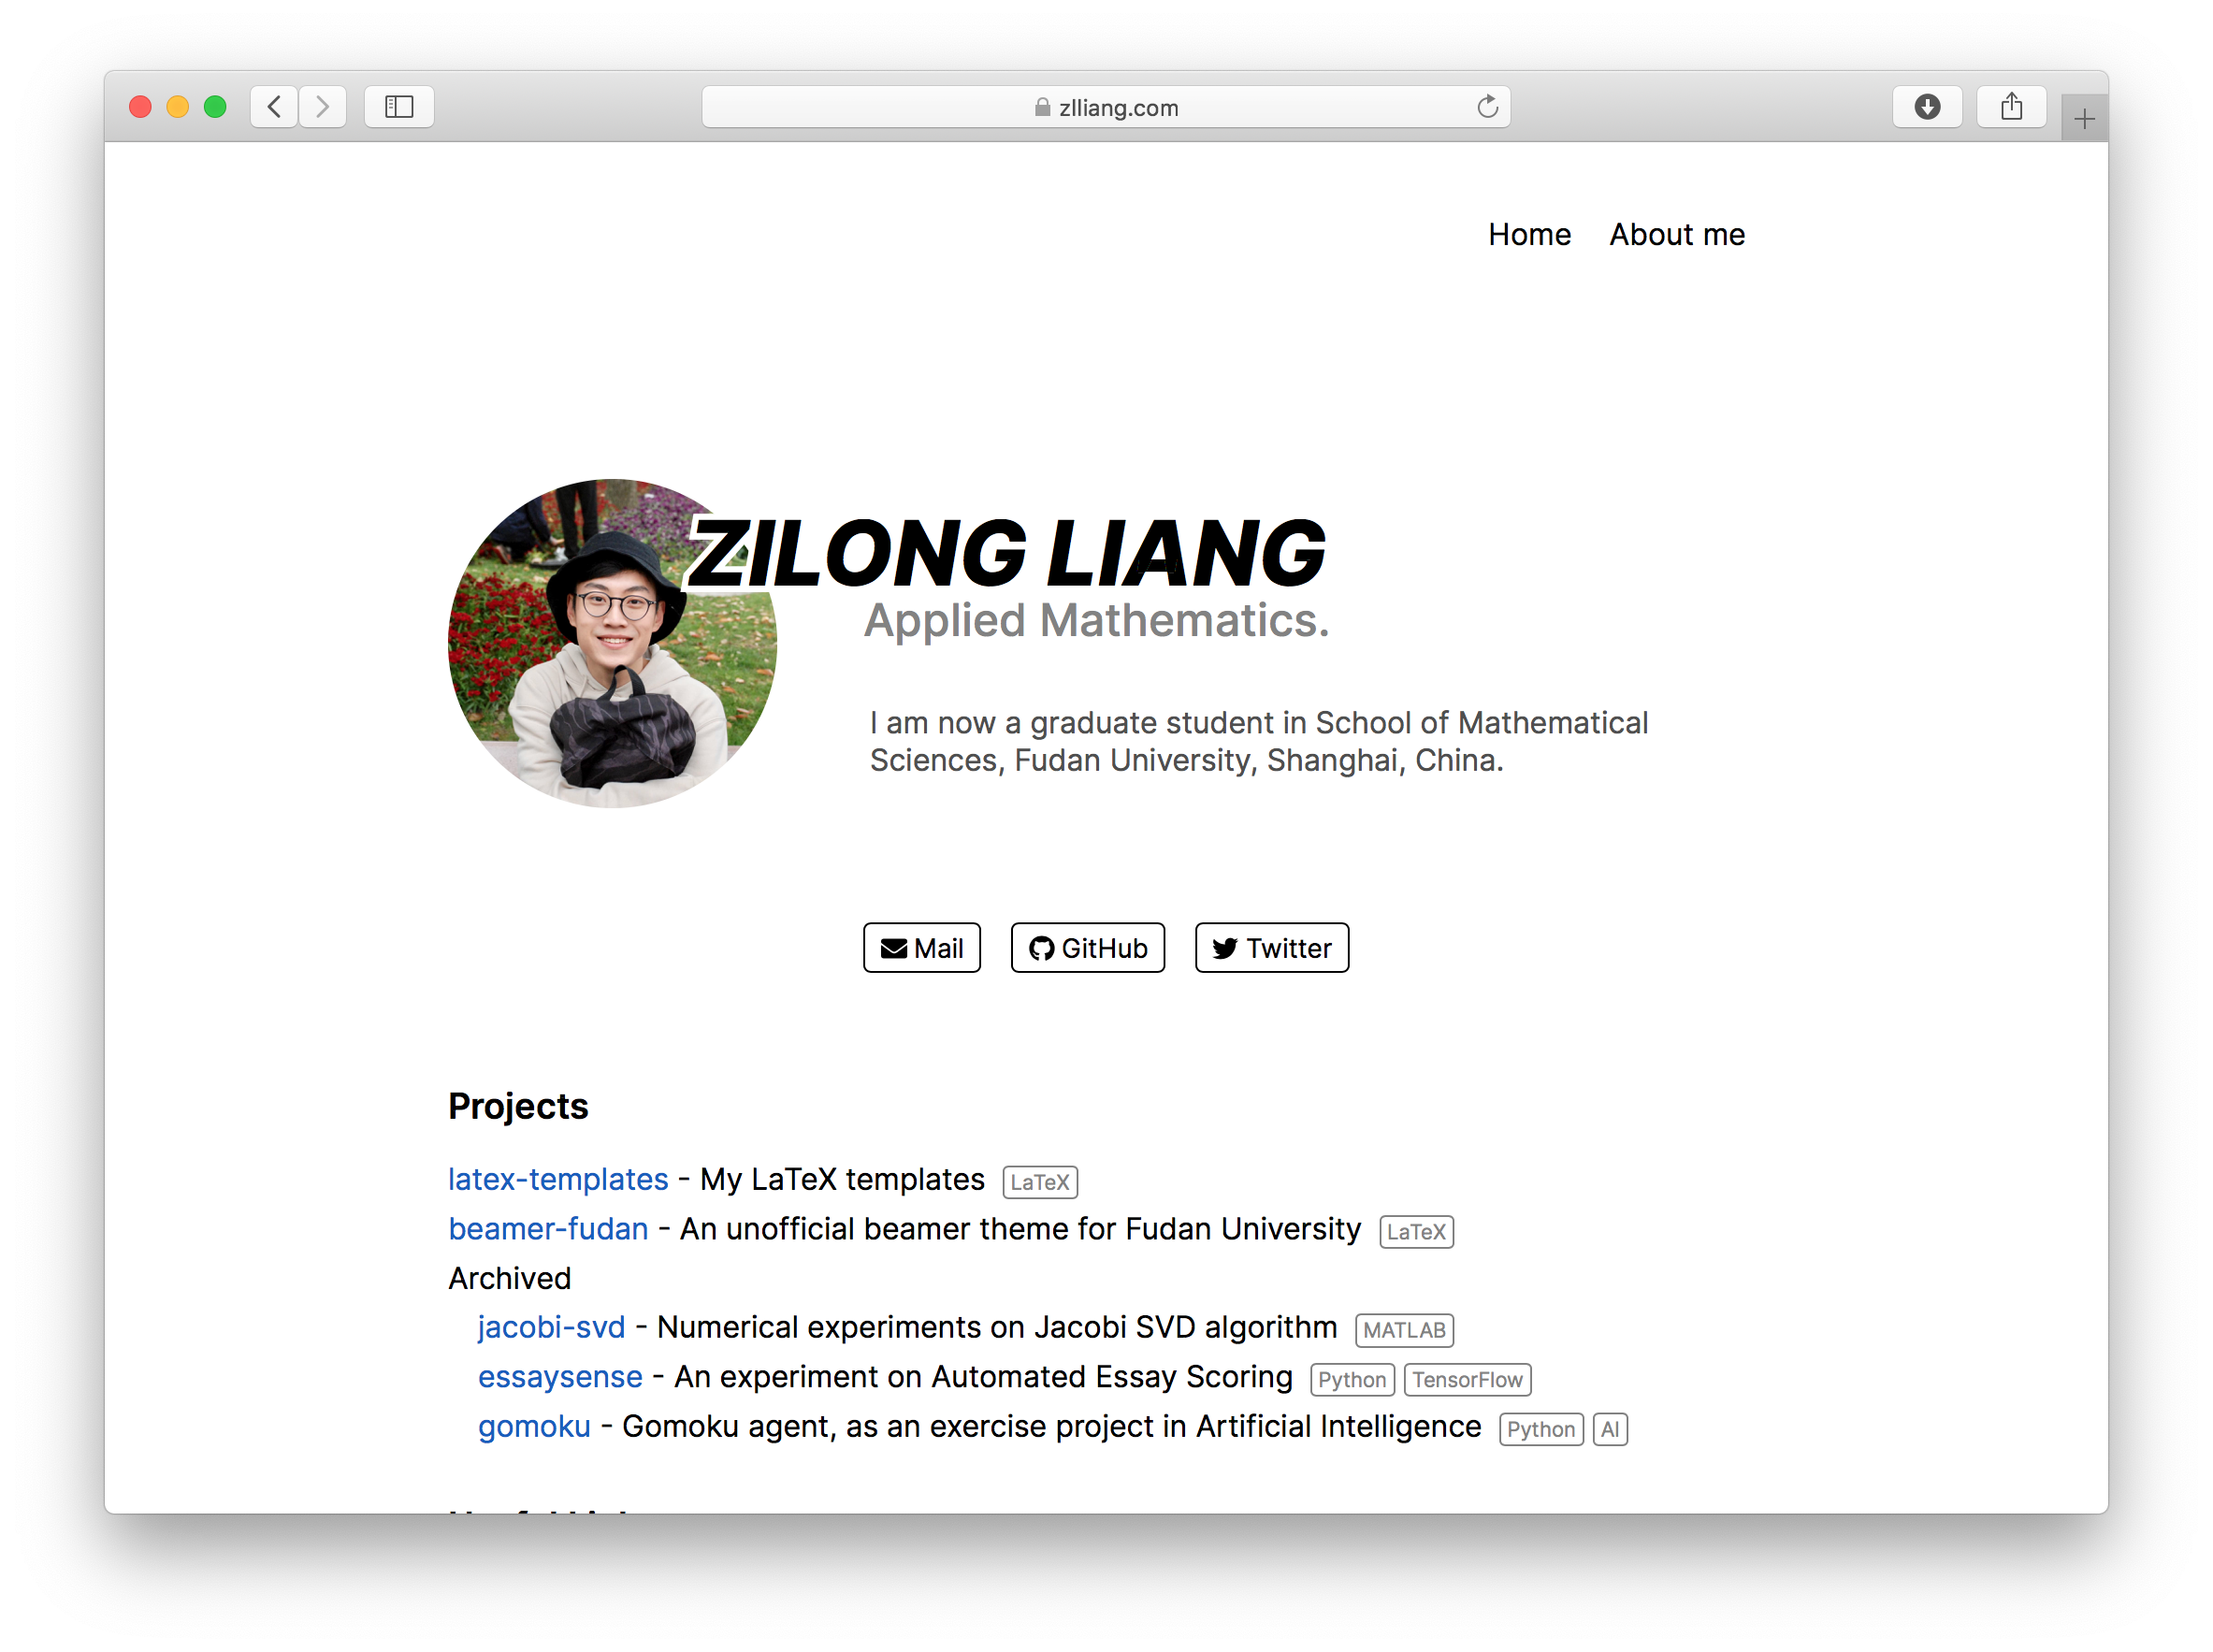 zlliang.com
Home About me
ZILONG LIANG
Applied Mathematics.
I am now a graduate student in School of Mathematical
Sciences, Fudan University, Shanghai, China.
Mail GitHub Twitter
Projects
latex-templates - My LaTeX templates LaTeX
beamer-fudan - An unofficial beamer theme for Fudan University LaTeX
Archived
jacobi-svd - Numerical experiments on Jacobi SVD algorithm MATLAB
essaysense - An experiment on Automated Essay Scoring Python TensorFlow
gomoku - Gomoku agent, as an exercise project in Artificial Intelligence Python AI